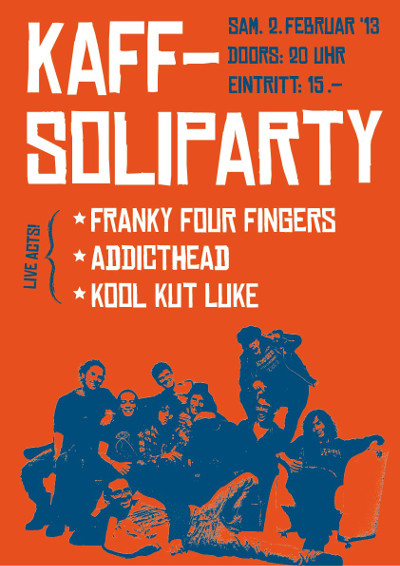 KAFF-
SAM. 2. FEBRUAR '13
DOORS: 20 UHR
EINTRITT: 15.–
SOLIPARTY
LIVE ACTS!
★FRANKY FOUR FINGERS
★ADDICTHEAD
★KOOL KUT LUKE